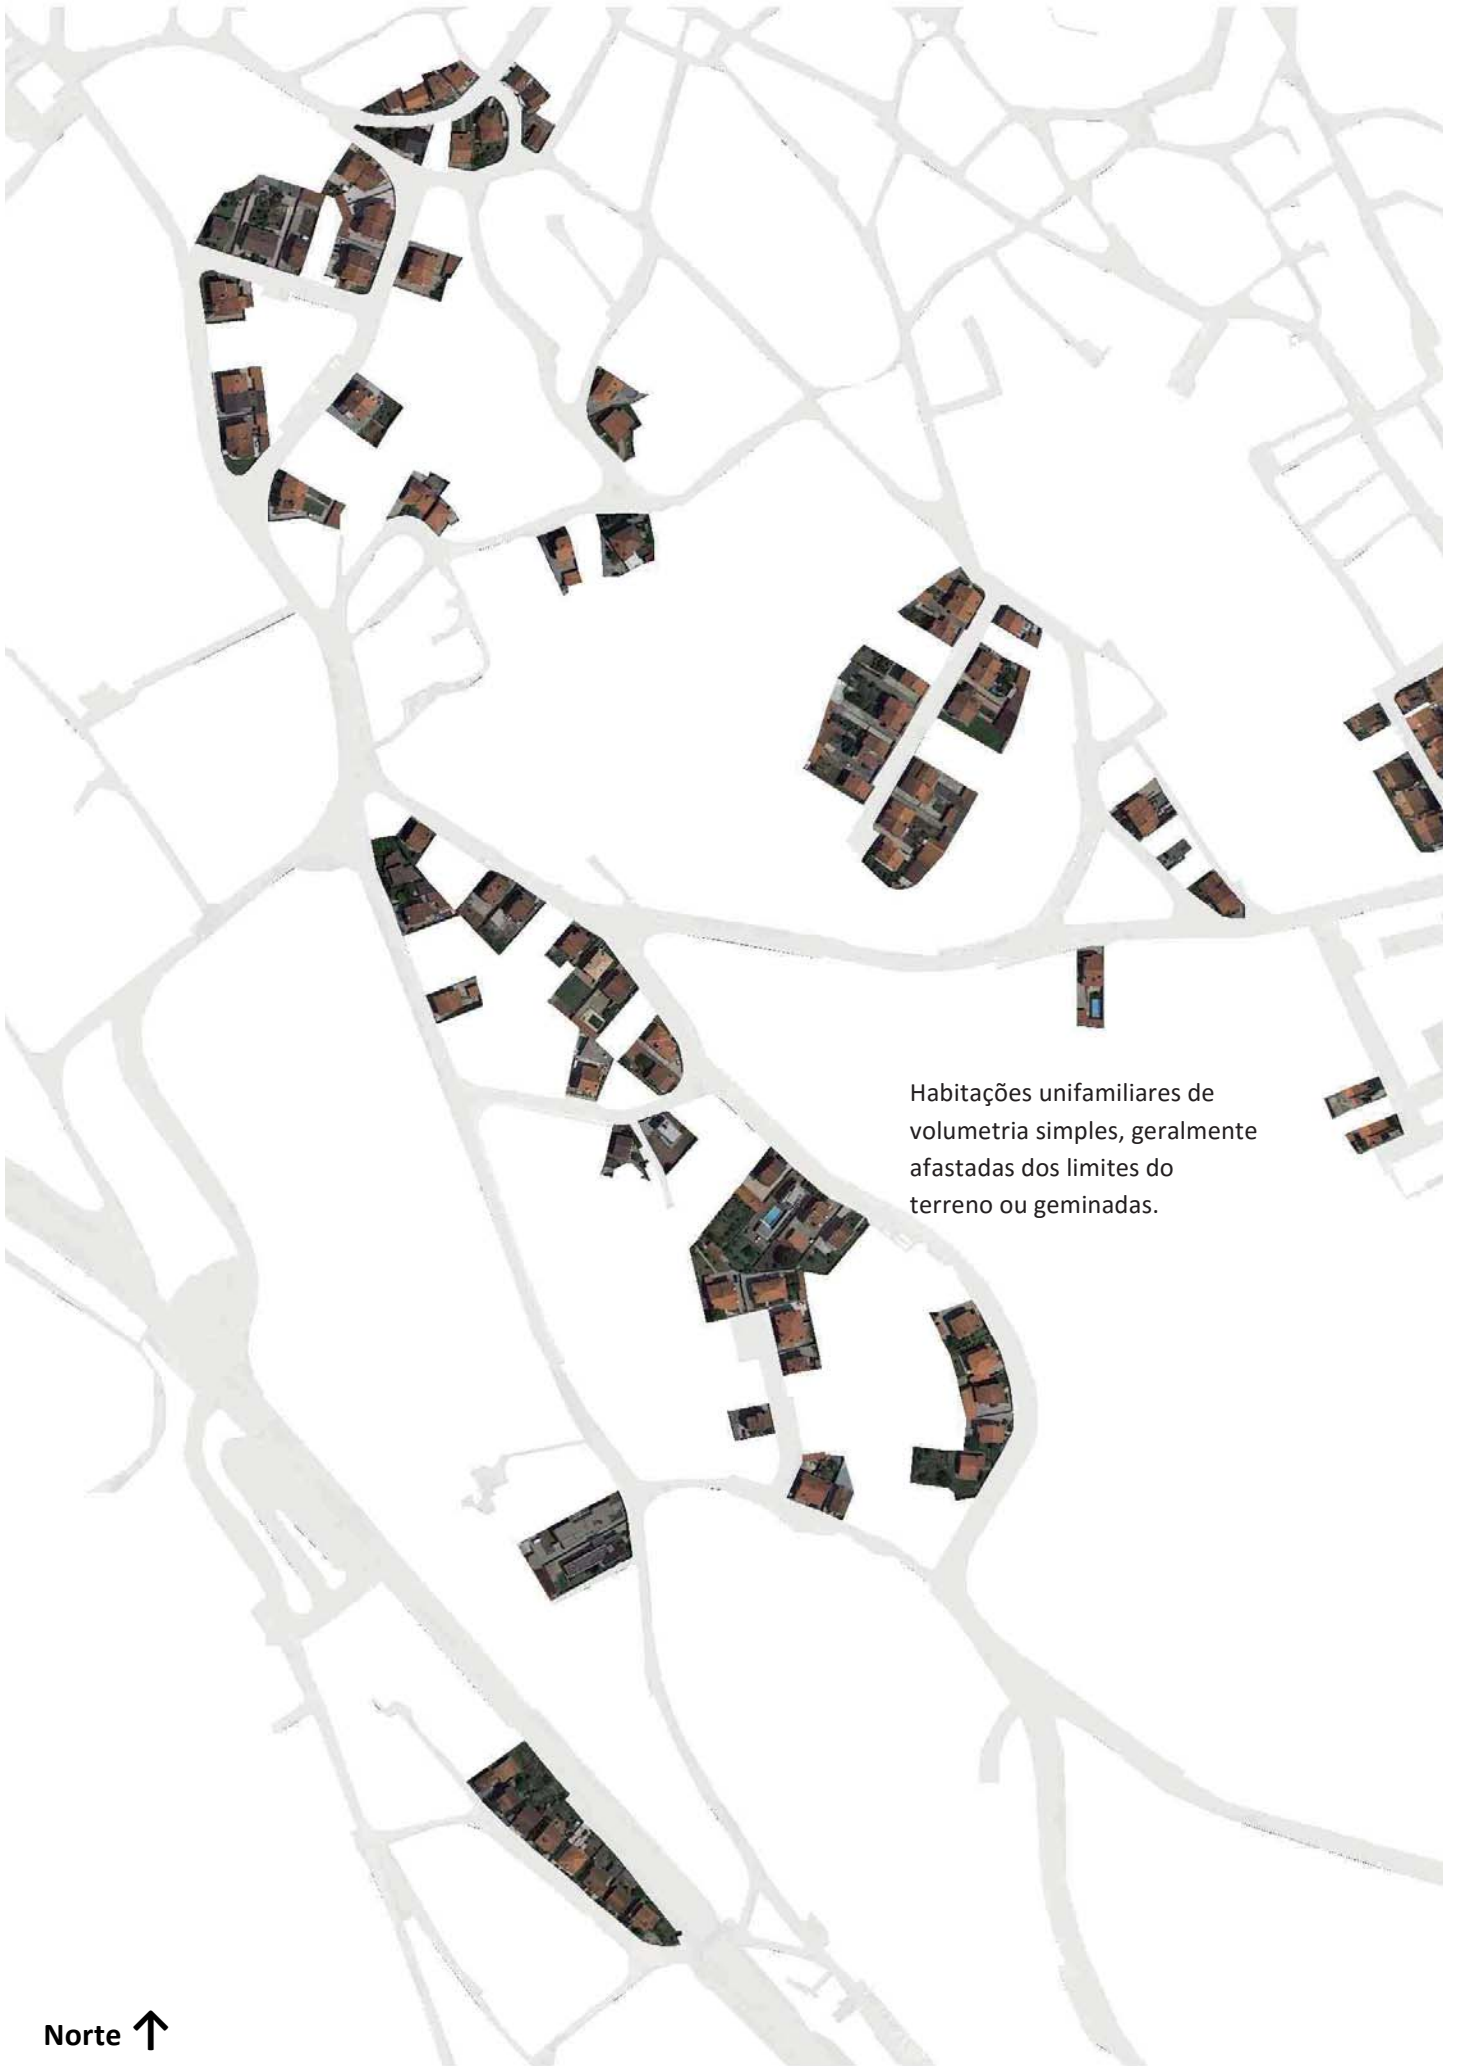 Habitações unifamiliares de
volumetria simples, geralmente
afastadas dos limites do
terreno ou geminadas.
Norte